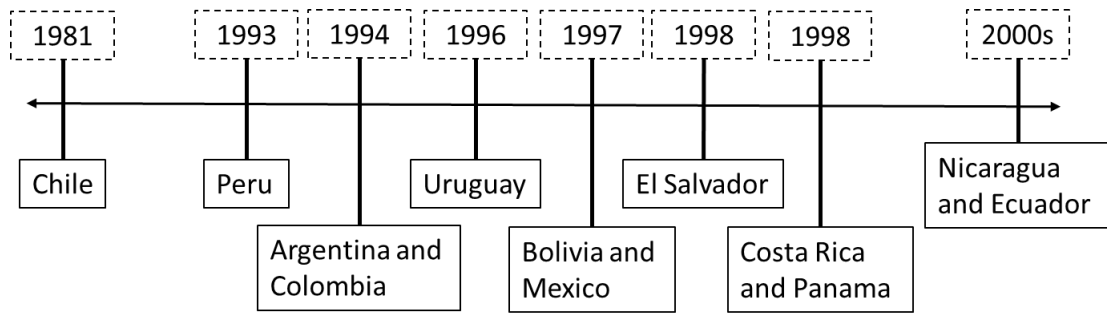 1981
1993
1994
1996
1997
1998
1998
2000s
Chile
Peru
Uruguay
El Salvador
Nicaragua
and Ecuador
Argentina and
Colombia
Bolivia and
Mexico
Costa Rica
and Panama